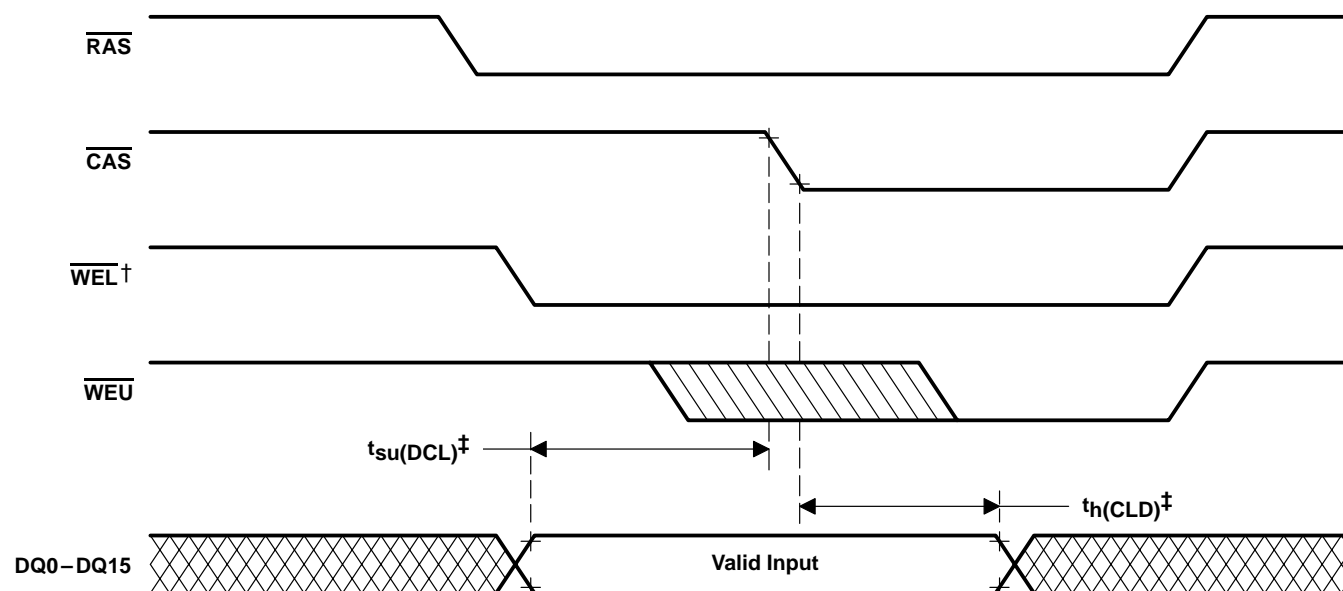 RAS
CAS
WEL†
WEU
tsu(DCL)‡
th(CLD)‡
DQ0–DQ15
Valid Input